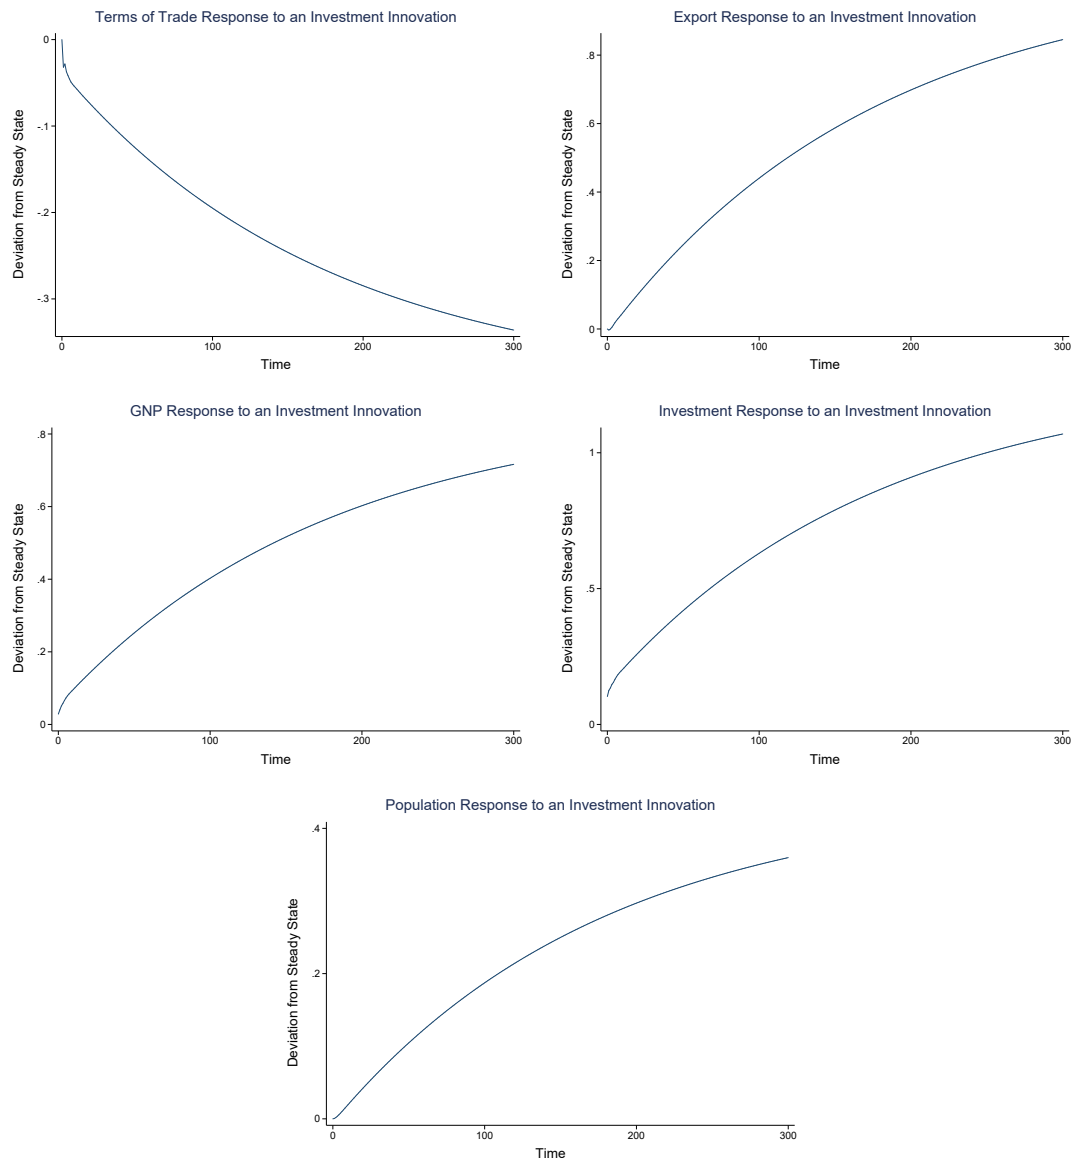 Terms of Trade Response to an Investment Innovation
Deviation from Steady State
0
-.1
-.2
-.3
0 100 200 300
Time
Export Response to an Investment Innovation
Deviation from Steady State
.8
.6
.4
.2
0
0 100 200 300
Time
GNP Response to an Investment Innovation
Deviation from Steady State
.8
.6
.4
.2
0
0 100 200 300
Time
Investment Response to an Investment Innovation
Deviation from Steady State
1
.5
0
0 100 200 300
Time
Population Response to an Investment Innovation
Deviation from Steady State
.4
.2
0
0 100 200 300
Time